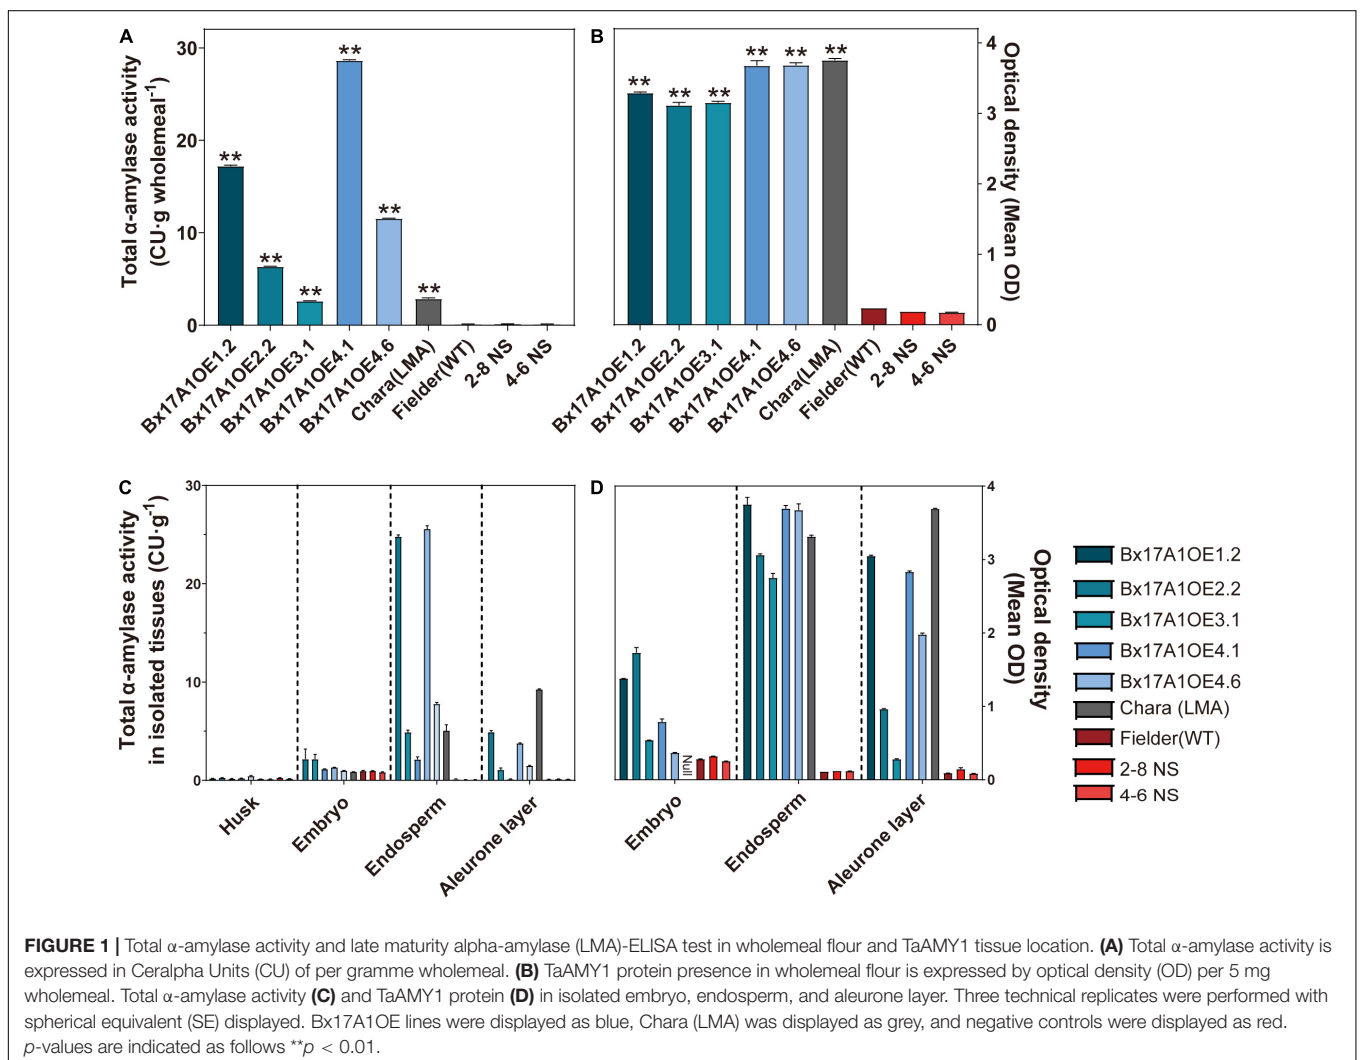 A
Total α-amylase activity
(CU·g wholemeal-1)
30
20
10
0
** ** ** ** ** **
Bx17A1OE1.2
Bx17A1OE2.2
Bx17A1OE3.1
Bx17A1OE4.1
Bx17A1OE4.6
Chara(LMA)
Fielder(WT)
2-8 NS
4-6 NS
B
** ** ** ** ** **
4
3
2
1
0
Optical density (Mean OD)
Bx17A1OE1.2
Bx17A1OE2.2
Bx17A1OE3.1
Bx17A1OE4.1
Bx17A1OE4.6
Chara(LMA)
Fielder(WT)
2-8 NS
4-6 NS
C
Total α-amylase activity
in isolated tissues (CU·g-1)
30
20
10
0
Husk
Embryo
Endosperm
Aleurone layer
D
Null
4
3
2
1
0
Optical density
(Mean OD)
Embryo
Endosperm
Aleurone layer
Bx17A1OE1.2
Bx17A1OE2.2
Bx17A1OE3.1
Bx17A1OE4.1
Bx17A1OE4.6
Chara (LMA)
Fielder(WT)
2-8 NS
4-6 NS
FIGURE 1 | Total α-amylase activity and late maturity alpha-amylase (LMA)-ELISA test in wholemeal flour and TaAMY1 tissue location. (A) Total α-amylase activity is
expressed in Ceralpha Units (CU) of per gramme wholemeal. (B) TaAMY1 protein presence in wholemeal flour is expressed by optical density (OD) per 5 mg
wholemeal. Total α-amylase activity (C) and TaAMY1 protein (D) in isolated embryo, endosperm, and aleurone layer. Three technical replicates were performed with
spherical equivalent (SE) displayed. Bx17A1OE lines were displayed as blue, Chara (LMA) was displayed as grey, and negative controls were displayed as red.
p-values are indicated as follows **p < 0.01.